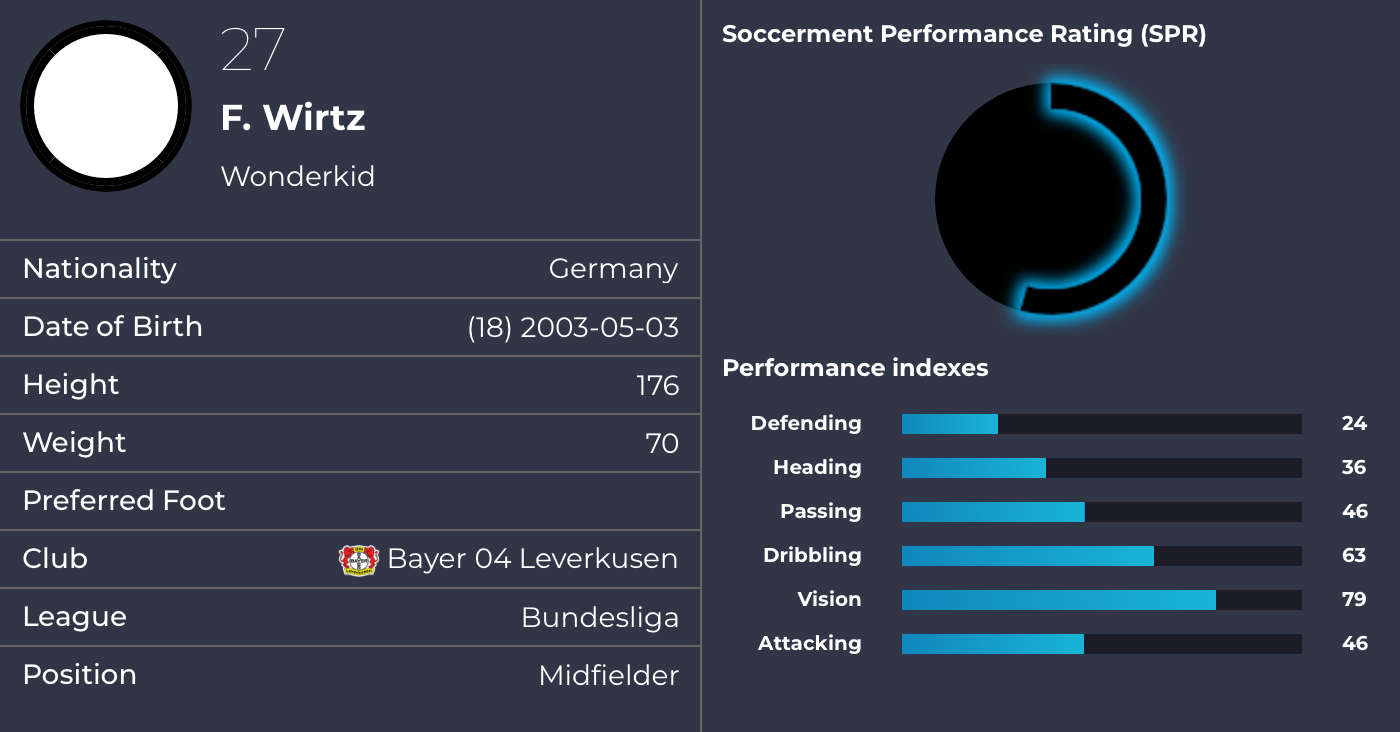 27
F. Wirtz
Wonderkid
Nationality Germany
Date of Birth (18) 2003-05-03
Height 176
Weight 70
Preferred Foot
Club Bayer 04 Leverkusen
League Bundesliga
Position Midfielder
Soccerment Performance Rating (SPR)
Performance indexes
Defending 24
Heading 36
Passing 46
Dribbling 63
Vision 79
Attacking 46